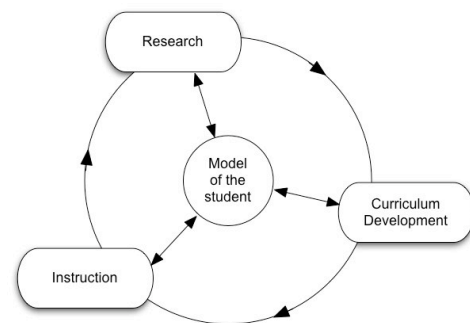 Research
Model
of the
student
Curriculum
Development
Instruction